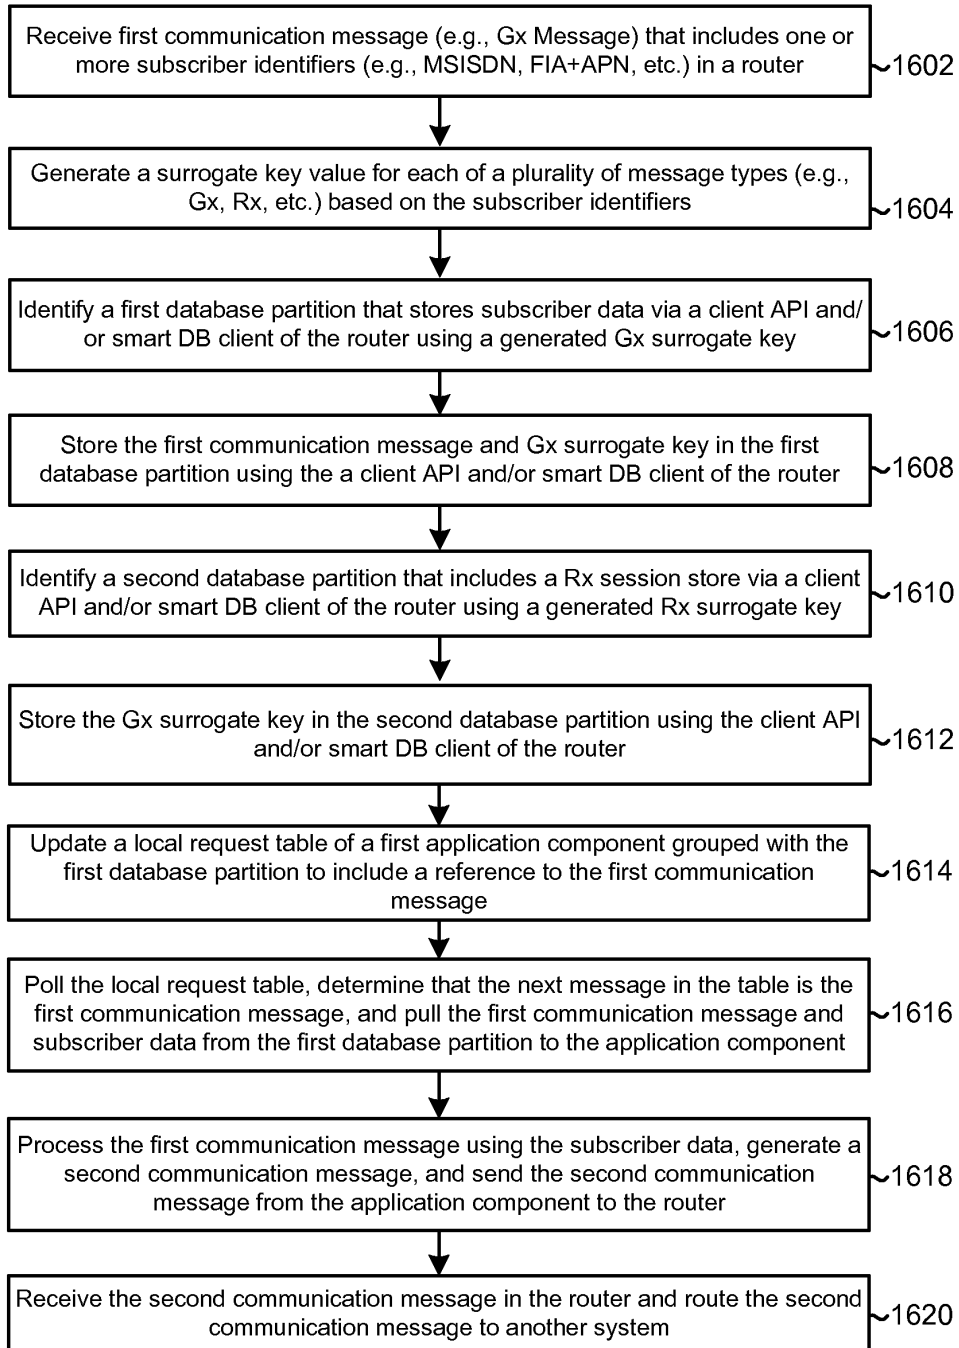 Receive first communication message (e.g., Gx Message) that includes one or
more subscriber identifiers (e.g., MSISDN, FIA+APN, etc.) in a router
1602
Generate a surrogate key value for each of a plurality of message types (e.g.,
Gx, Rx, etc.) based on the subscriber identifiers
1604
Identify a first database partition that stores subscriber data via a client API and/
or smart DB client of the router using a generated Gx surrogate key
1606
Store the first communication message and Gx surrogate key in the first
database partition using the a client API and/or smart DB client of the router
1608
Identify a second database partition that includes a Rx session store via a client
API and/or smart DB client of the router using a generated Rx surrogate key
1610
Store the Gx surrogate key in the second database partition using the client API
and/or smart DB client of the router
1612
Update a local request table of a first application component grouped with the
first database partition to include a reference to the first communication
message
1614
Poll the local request table, determine that the next message in the table is the
first communication message, and pull the first communication message and
subscriber data from the first database partition to the application component
1616
Process the first communication message using the subscriber data, generate a
second communication message, and send the second communication
message from the application component to the router
1618
Receive the second communication message in the router and route the second
communication message to another system
1620